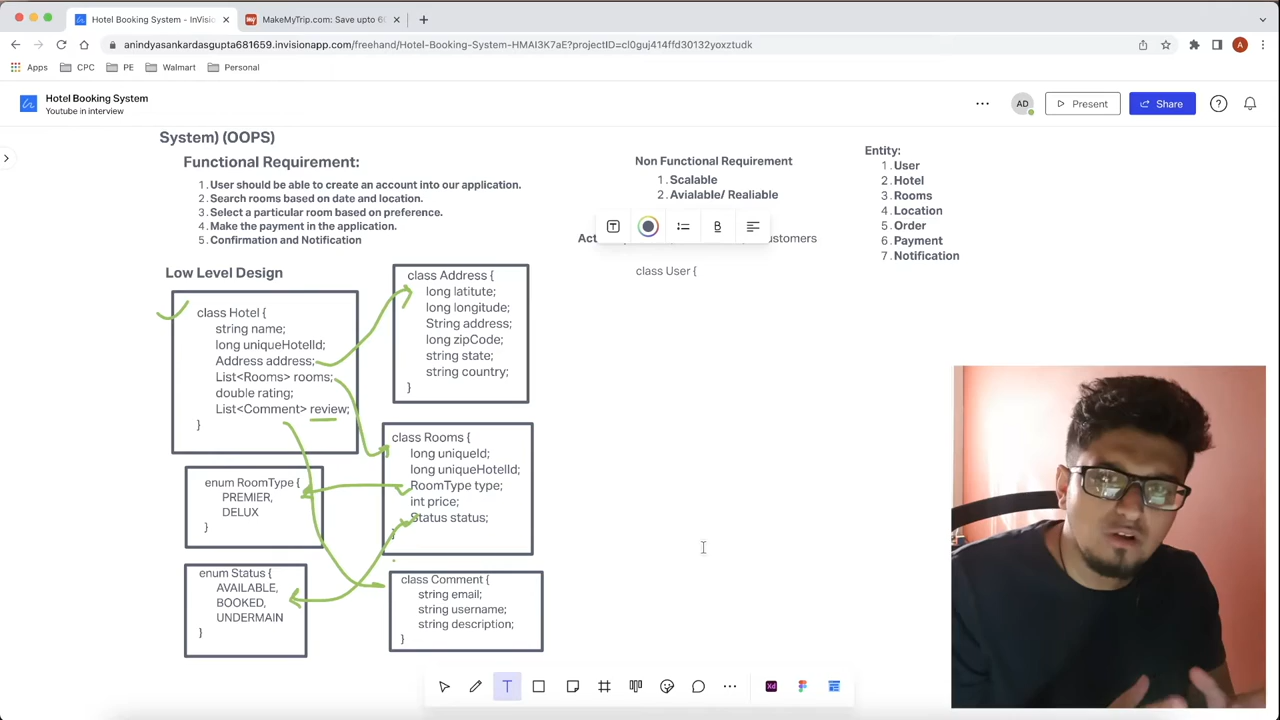 Hotel Booking System - InVisio
MakeMyTrip.com: Save upto 60
anindyasankardasgupta681659.invisionapp.com/freehand/Hotel-Booking-System-HMAI3K7aE?projectID=cl0guj414ffd30132yoxztudk
Apps
CPC
PE
Walmart
Personal
A
Hotel Booking System
Youtube in interview
AD
Present
Share
System) (OOPS)
Functional Requirement:
1. User should be able to create an account into our application.
2. Search rooms based on date and location.
3. Select a particular room based on preference.
4. Make the payment in the application.
5. Confirmation and Notification
Non Functional Requirement
1. Scalable
2. Avialable/ Realiable
T
B
Act
ustomers
class User {
Entity:
1. User
2. Hotel
3. Rooms
4. Location
5. Order
6. Payment
7. Notification
Low Level Design
class Hotel {
string name;
long uniqueHotelId;
Address address;
List<Rooms> rooms;
double rating;
List<Comment> review;
}
class Address {
long latitute;
long longitude;
String address;
long zipCode;
string state;
string country;
}
class Rooms {
long uniqueId;
long uniqueHotelId;
RoomType type;
int price;
Status status;
}
enum RoomType {
PREMIER,
DELUX
}
enum Status {
AVAILABLE,
BOOKED,
UNDERMAIN
}
class Comment {
string email;
string username;
string description;
}
T
Xd